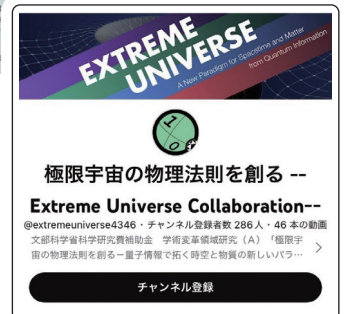 EXTREME
UNIVERSE
A New Paradigm for Spacetime and Matter
from Quantum Information
1
0
極限宇宙の物理法則を創る --
Extreme Universe Collaboration--
@extremeuniverse4346・チャンネル登録者数 286人・46 本の動画
文部科学省科学研究費補助金 学術変革領域研究（A）「極限宇
宙の物理法則を創る－量子情報で拓く時空と物質の新しいパラ…
チャンネル登録